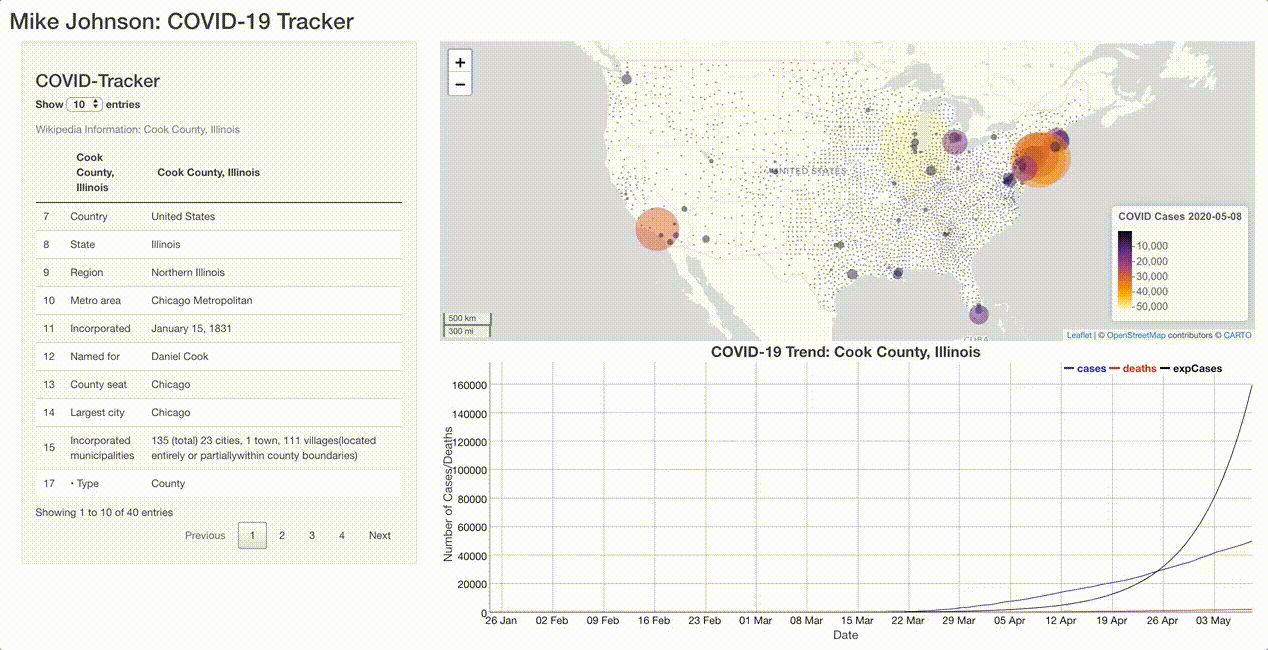 Mike Johnson: COVID-19 Tracker
COVID-Tracker
Show 10 entries
Wikipedia Information: Cook County, Illinois
Cook
County,
Illinois
Cook County, Illinois
7 Country United States
8 State Illinois
9 Region Northern Illinois
10 Metro area Chicago Metropolitan
11 Incorporated January 15, 1831
12 Named for Daniel Cook
13 County seat Chicago
14 Largest city Chicago
15 Incorporated municipalities 135 (total) 23 cities, 1 town, 111 villages(located
entirely or partiallywithin county boundaries)
17 • Type County
Showing 1 to 10 of 40 entries
Previous 1 2 3 4 Next
+
−
UNITED STATES
CUBA
COVID Cases 2020-05-08
10,000
20,000
30,000
40,000
50,000
500 km
300 mi
Leaflet | © OpenStreetMap contributors © CARTO
COVID-19 Trend: Cook County, Illinois
cases deaths expCases
Number of Cases/Deaths
160000
140000
120000
100000
80000
60000
40000
20000
0
26 Jan 02 Feb 09 Feb 16 Feb 23 Feb 01 Mar 08 Mar 15 Mar 22 Mar 29 Mar 05 Apr 12 Apr 19 Apr 26 Apr 03 May
Date